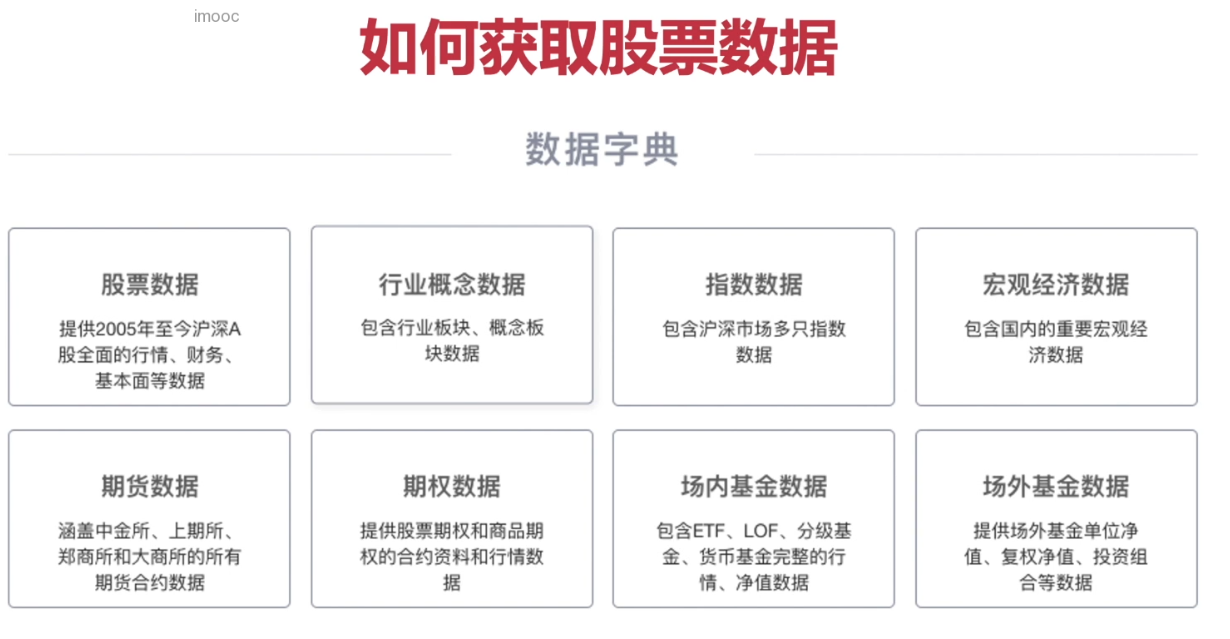 imooc
如何获取股票数据
数据字典
股票数据
提供2005年至今沪深A
股全面的行情、财务、
基本面等数据
行业概念数据
包含行业板块、概念板
块数据
指数数据
包含沪深市场多只指数
数据
宏观经济数据
包含国内的重要宏观经
济数据
期货数据
涵盖中金所、上期所、
郑商所和大商所的所有
期货合约数据
期权数据
提供股票期权和商品期
权的合约资料和行情数
据
场内基金数据
包含ETF、LOF、分级基
金、货币基金完整的行
情、净值数据
场外基金数据
提供场外基金单位净
值、复权净值、投资组
合等数据